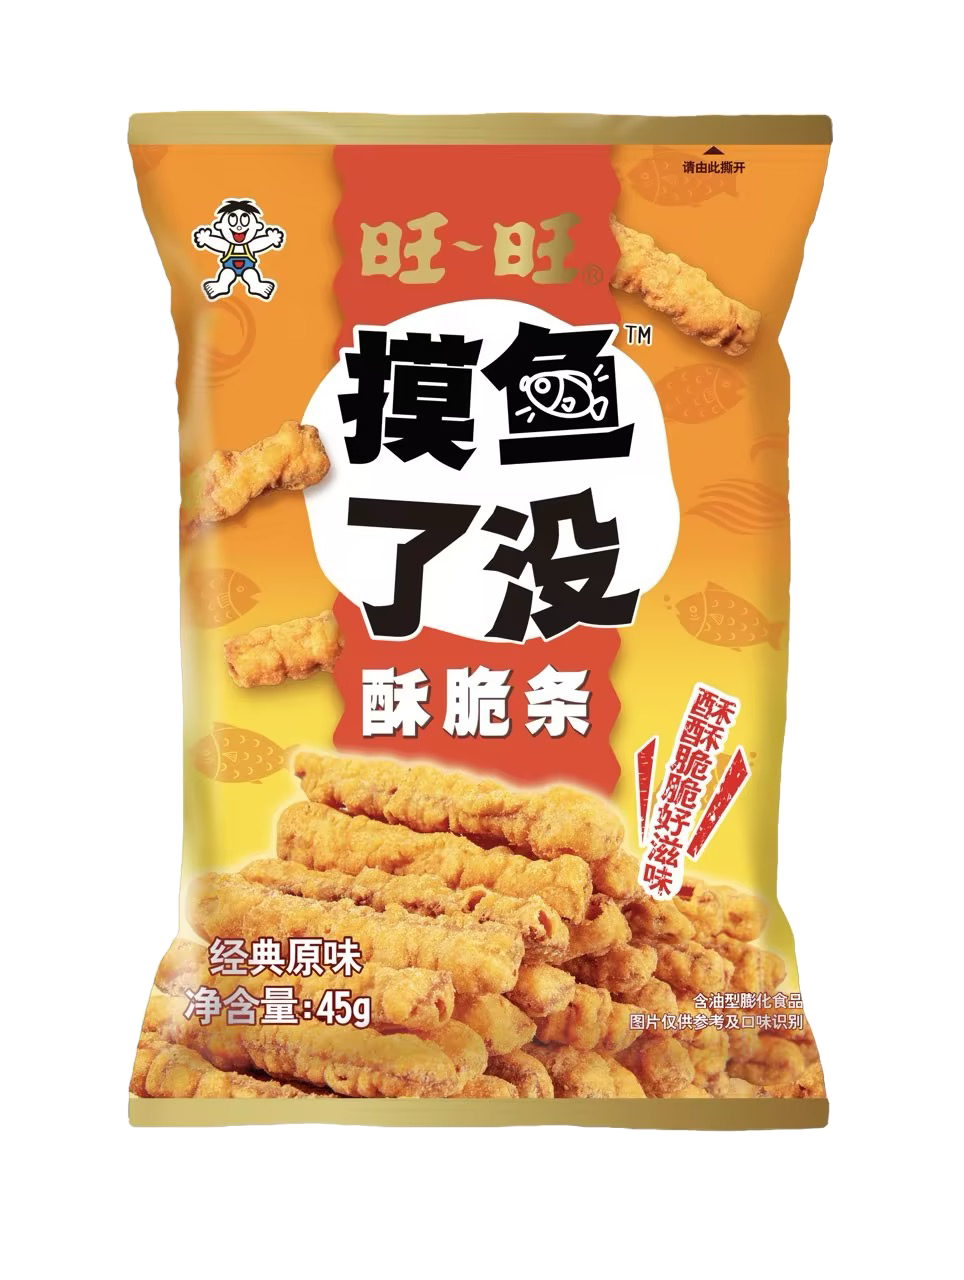 请由此撕开
旺~旺®
摸鱼™
了没
酥脆条
酥酥脆脆好滋味
经典原味
净含量:45g
含油型膨化食品
图片仅供参考及口味识别